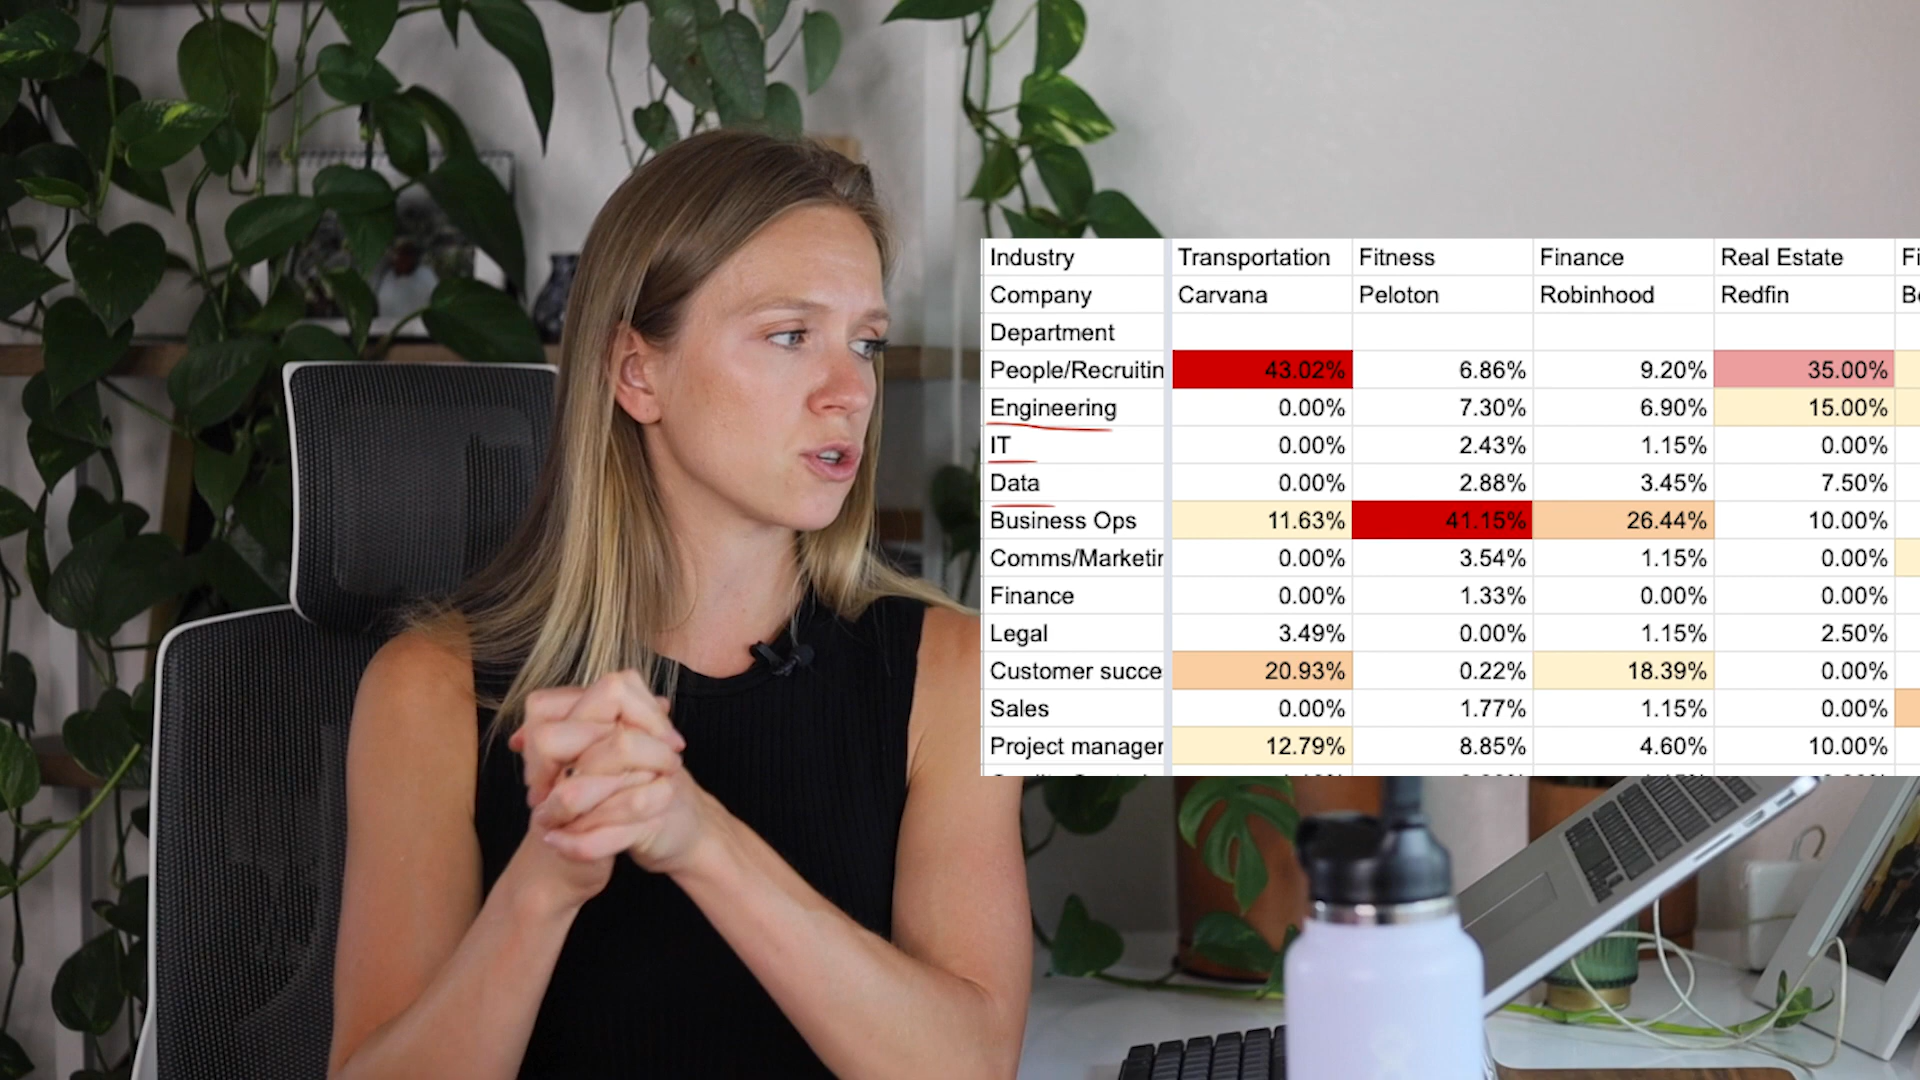 Industry Transportation Fitness Finance Real Estate Fi
Company Carvana Peloton Robinhood Redfin
Department
People/Recruitin 43.02% 6.86% 9.20% 35.00%
Engineering 0.00% 7.30% 6.90% 15.00%
IT 0.00% 2.43% 1.15% 0.00%
Data 0.00% 2.88% 3.45% 7.50%
Business Ops 11.63% 41.15% 26.44% 10.00%
Comms/Marketin 0.00% 3.54% 1.15% 0.00%
Finance 0.00% 1.33% 0.00% 0.00%
Legal 3.49% 0.00% 1.15% 2.50%
Customer succe 20.93% 0.22% 18.39% 0.00%
Sales 0.00% 1.77% 1.15% 0.00%
Project manager 12.79% 8.85% 4.60% 10.00%